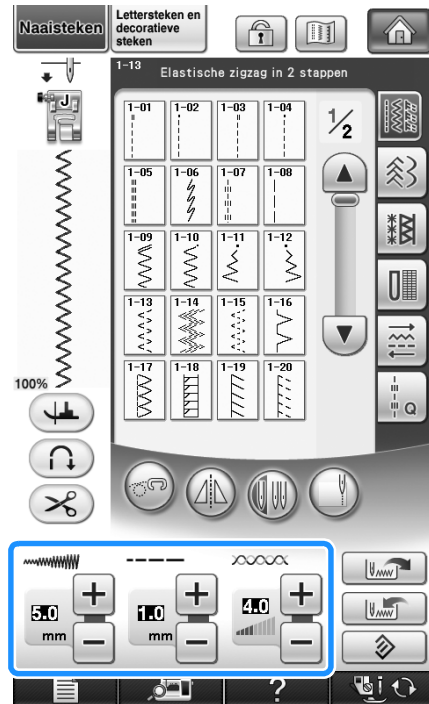 Naaisteken
Lettersteken en
decoratieve
steken
1-13
Elastische zigzag in 2 stappen
J
1-01 1-02 1-03 1-04
1/2
1-05 1-06 1-07 1-08
1-09 1-10 1-11 1-12
1-13 1-14 1-15 1-16
1-17 1-18 1-19 1-20
100%
Q
5.0 1.0 4.0
mm mm
+ + +
− − −
?